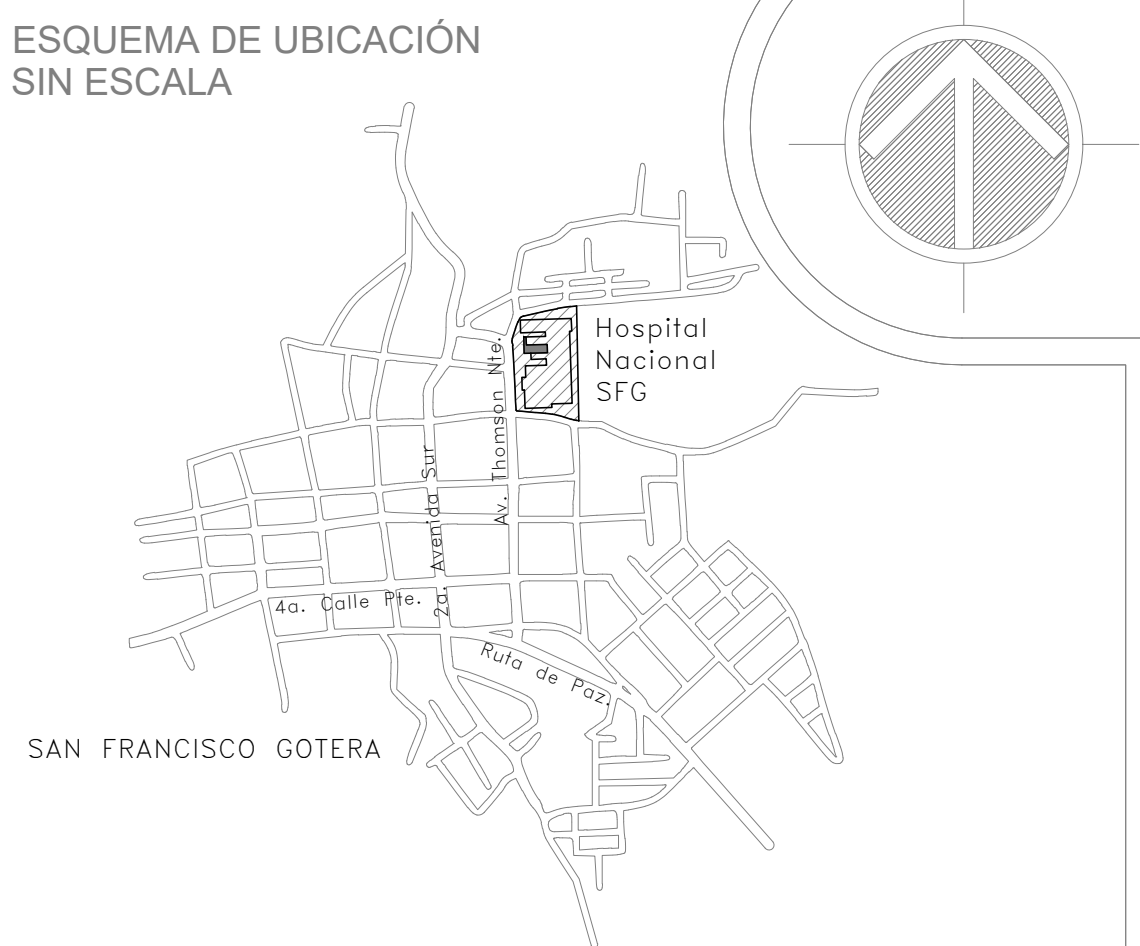 ESQUEMA DE UBICACIÓN
SIN ESCALA
Hospital
Nacional
SFG
Av. Thomson Nte.
2a. Avenida Sur
4a. Calle Pte.
Ruta de Paz.
SAN FRANCISCO GOTERA